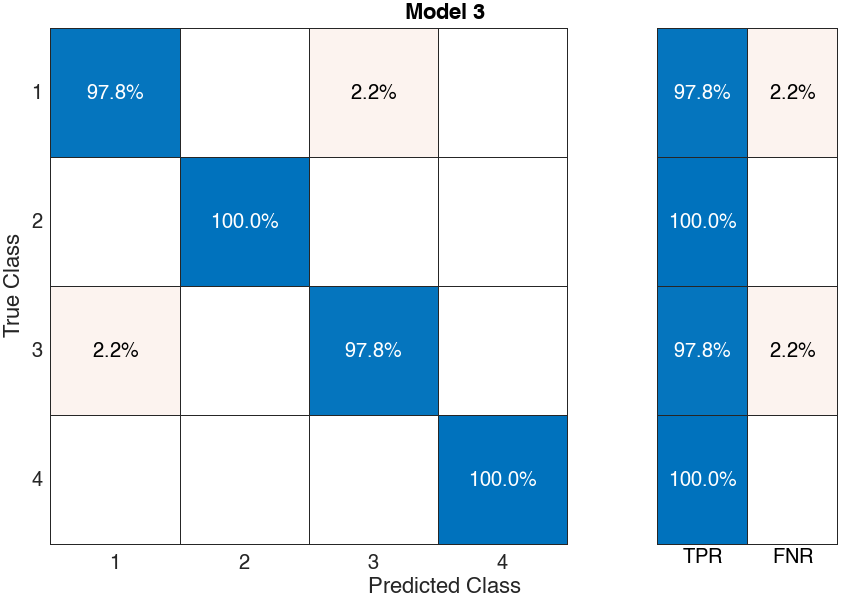 Model 3
1 97.8% 2.2% 97.8% 2.2%
2 100.0% 100.0%
3 2.2% 97.8% 97.8% 2.2%
4 100.0% 100.0%
1 2 3 4 TPR FNR
Predicted Class
True Class